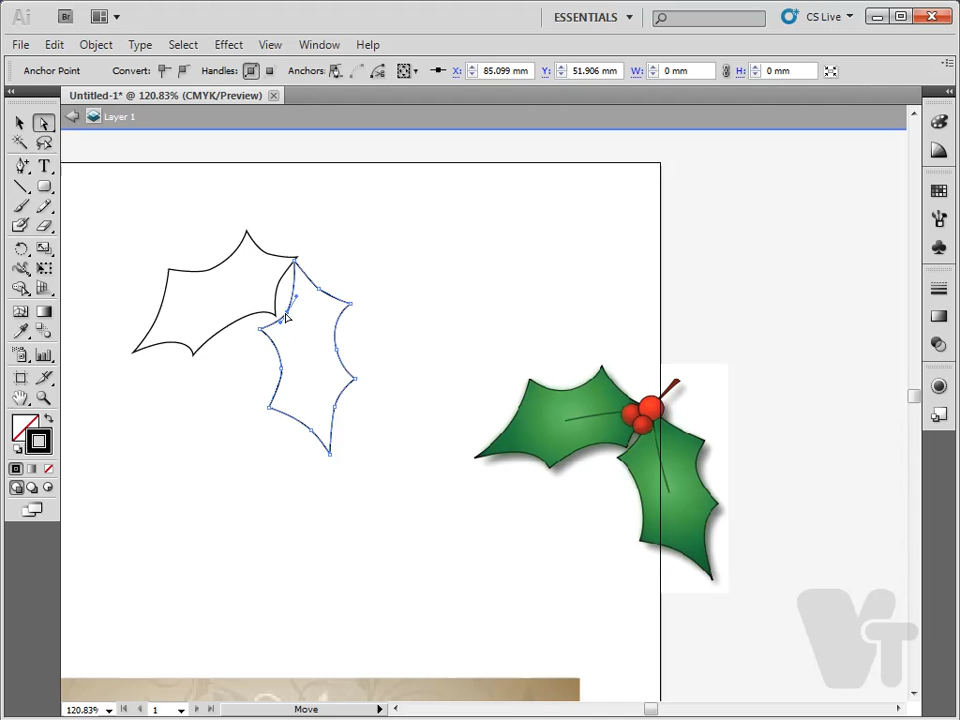 Ai Br ESSENTIALS CS Live
File Edit Object Type Select Effect View Window Help
Anchor Point Convert: Handles: Anchors: X: 85.099 mm Y: 51.906 mm W: 0 mm H: 0 mm
Untitled-1* @ 120.83% (CMYK/Preview)
Layer 1
T
VT
120.83% 1 Move